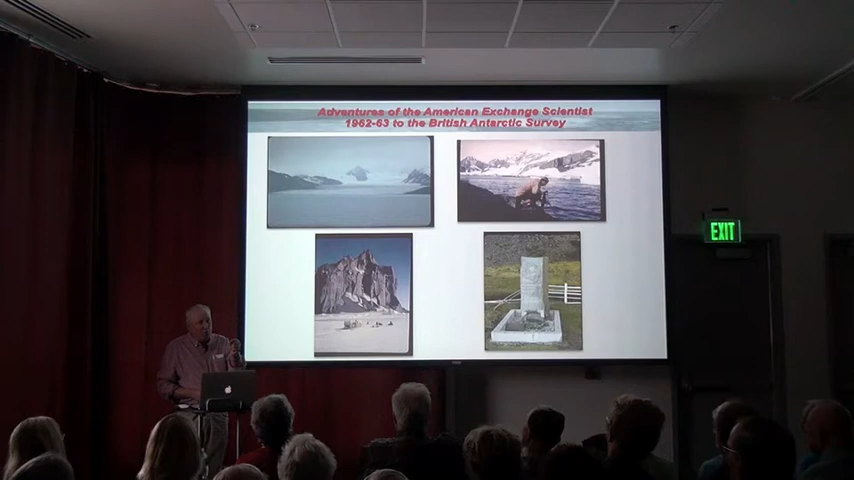 Adventures of the American Exchange Scientist
1962-63 to the British Antarctic Survey
EXIT